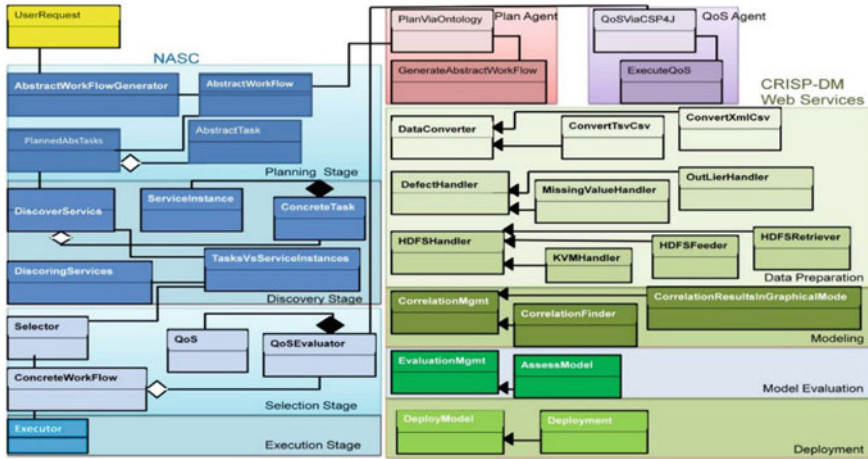 UserRequest
NASC
AbstractWorkFlowGenerator
AbstractWorkFlow
PlannedAbsTasks
AbstractTask
Planning Stage
DiscoverServics
ServiceInstance
ConcreteTask
DiscoringServices
TasksVsServiceInstances
Discovery Stage
Selector
QoS
QoSEvaluator
ConcreteWorkFlow
Selection Stage
Executor
Execution Stage
PlanViaOntology
Plan Agent
GenerateAbstractWorkFlow
QoSViaCSP4J
QoS Agent
ExecuteQoS
CRISP-DM
Web Services
DataConverter
ConvertTsvCsv
ConvertXmlCsv
DefectHandler
MissingValueHandler
OutLierHandler
HDFSHandler
KVMHandler
HDFSFeeder
HDFSRetriever
Data Preparation
CorrelationMgmt
CorrelationFinder
CorrelationResultsInGraphicalMode
Modeling
EvaluationMgmt
AssessModel
Model Evaluation
DeployModel
Deployment
Deployment